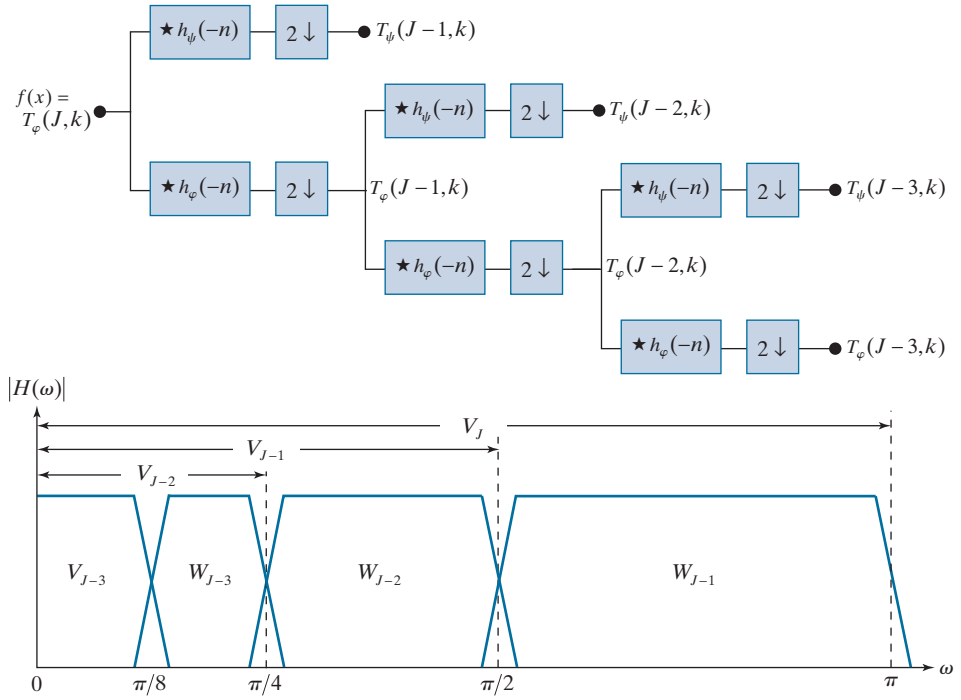 ★ h_ψ(−n) 2↓ T_ψ(J−1, k)
f(x) =
T_φ(J, k)
★ h_ψ(−n) 2↓ T_ψ(J−2, k)
★ h_φ(−n) 2↓ T_φ(J−1, k)
★ h_ψ(−n) 2↓ T_ψ(J−3, k)
★ h_φ(−n) 2↓ T_φ(J−2, k)
★ h_φ(−n) 2↓ T_φ(J−3, k)
|H(ω)|
V_J
V_{J−1}
V_{J−2}
V_{J−3} W_{J−3} W_{J−2} W_{J−1}
0 π/8 π/4 π/2 π ω